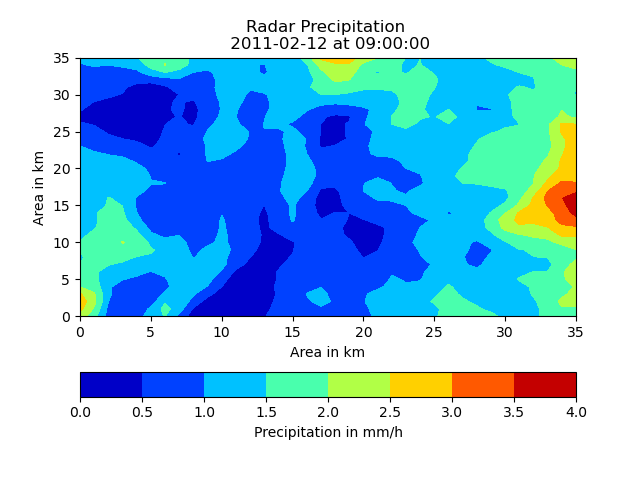 Radar Precipitation
2011-02-12 at 09:00:00
35
30
25
20
15
10
5
0
Area in km
0 5 10 15 20 25 30 35
Area in km
0.0 0.5 1.0 1.5 2.0 2.5 3.0 3.5 4.0
Precipitation in mm/h